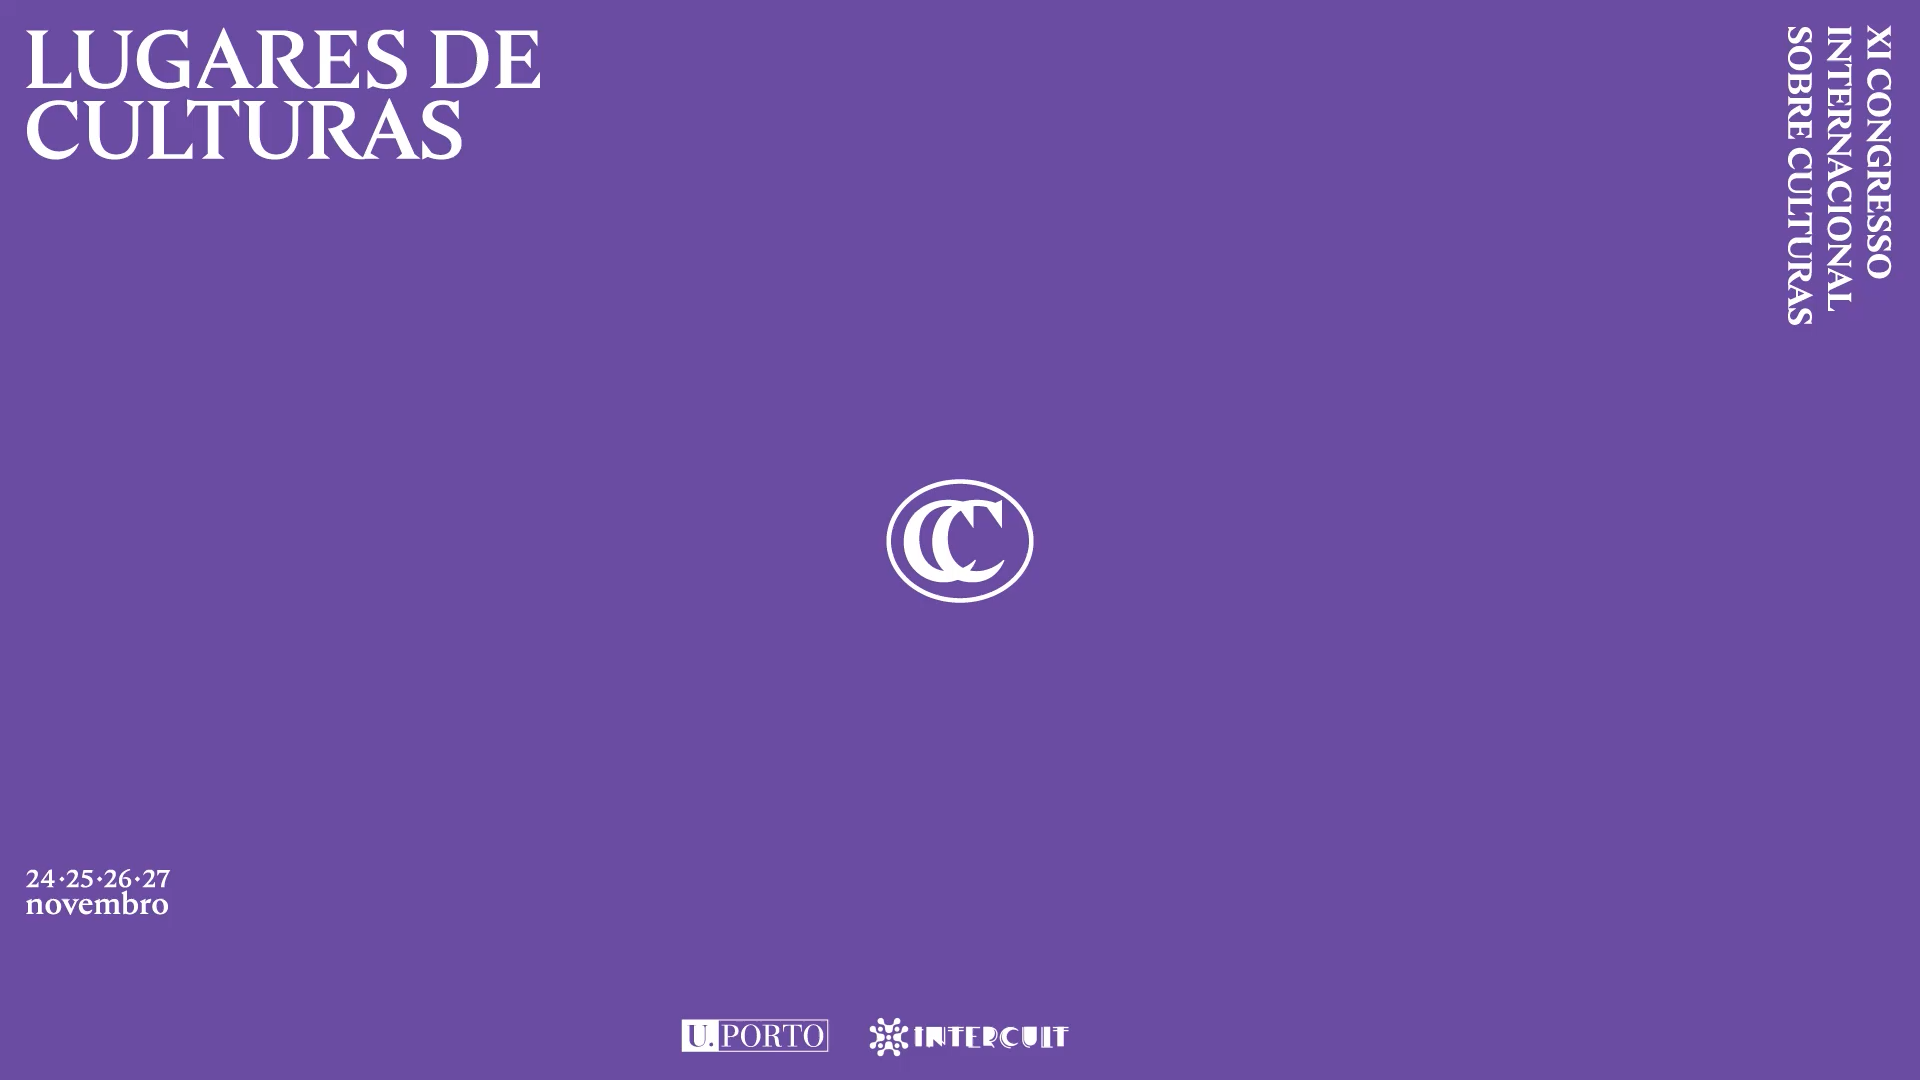 LUGARES DE
CULTURAS
XI CONGRESSO
INTERNACIONAL
SOBRE CULTURAS
CC
24·25·26·27
novembro
U.PORTO
INTERCULT